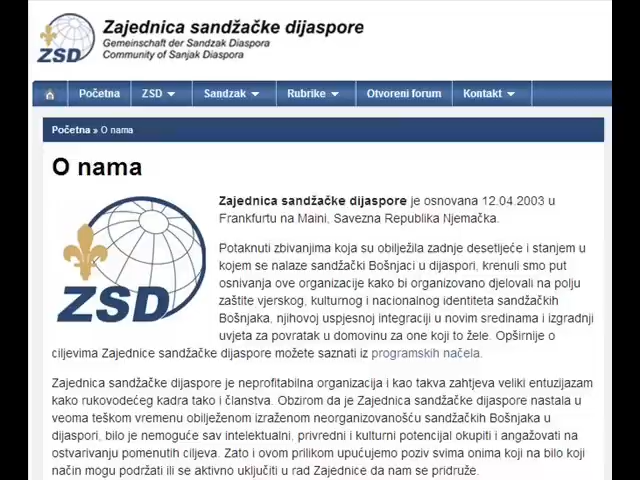 Zajednica sandžačke dijaspore
Gemeinschaft der Sandzak Diaspora
Community of Sanjak Diaspora
ZSD
Početna ZSD Sandzak Rubrike Otvoreni forum Kontakt
Početna » O nama
O nama
ZSD
Zajednica sandžačke dijaspore je osnovana 12.04.2003 u
Frankfurtu na Maini, Savezna Republika Njemačka.
Potaknuti zbivanjima koja su obilježila zadnje desetljeće i stanjem u
kojem se nalaze sandžački Bošnjaci u dijaspori, krenuli smo put
osnivanja ove organizacije kako bi organizovano djelovali na polju
zaštite vjerskog, kulturnog i nacionalnog identiteta sandžačkih
Bošnjaka, njihovoj uspjesnoj integraciji u novim sredinama i izgradnji
uvjeta za povratak u domovinu za one koji to žele. Opširnije o
ciljevima Zajednice sandžačke dijaspore možete saznati iz programskih načela.
Zajednica sandžačke dijaspore je neprofitabilna organizacija i kao takva zahtjeva veliki entuzijazam
kako rukovodećeg kadra tako i članstva. Obzirom da je Zajednica sandžačke dijaspore nastala u
veoma teškom vremenu obilježenom izraženom neorganizovanošću sandžačkih Bošnjaka u
dijaspori, bilo je nemoguće sav intelektualni, privredni i kulturni potencijal okupiti i angažovati na
ostvarivanju pomenutih ciljeva. Zato i ovom prilikom upućujemo poziv svima onima koji na bilo koji
način mogu podržati ili se aktivno uključiti u rad Zajednice da nam se pridruže.